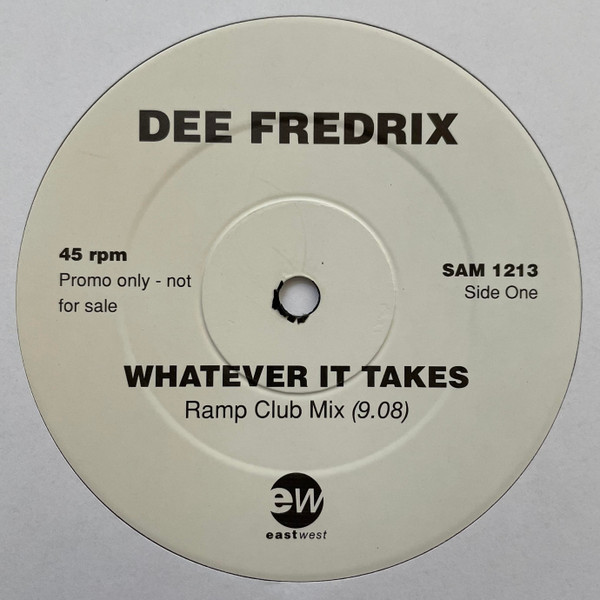 DEE FREDRIX
45 rpm
Promo only - not
for sale
SAM 1213
Side One
WHATEVER IT TAKES
Ramp Club Mix (9.08)
ew
eastwest